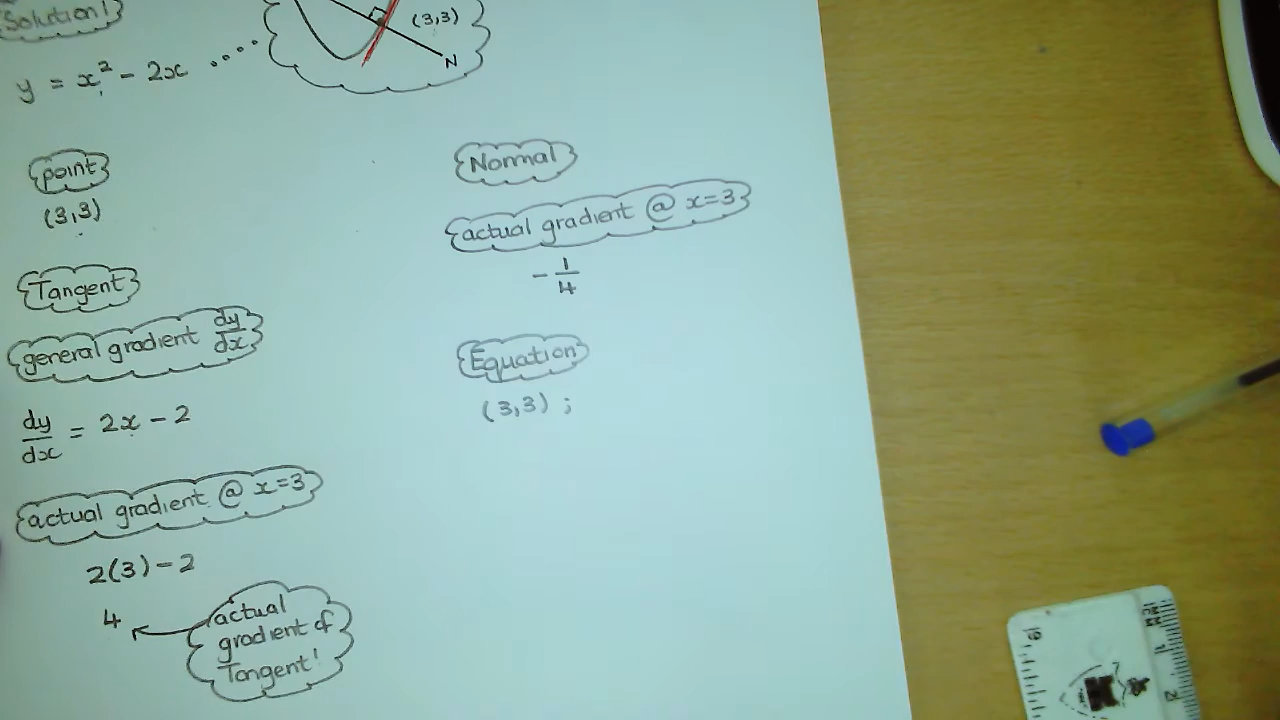 Solution!
(3,3)
N
y = x² - 2x ....
point
(3,3)
Tangent
general gradient dy/dx
dy/dx = 2x - 2
actual gradient @ x=3
2(3) - 2
4
actual
gradient of
Tangent!
Normal
actual gradient @ x=3
- 1/4
Equation
(3,3) ;